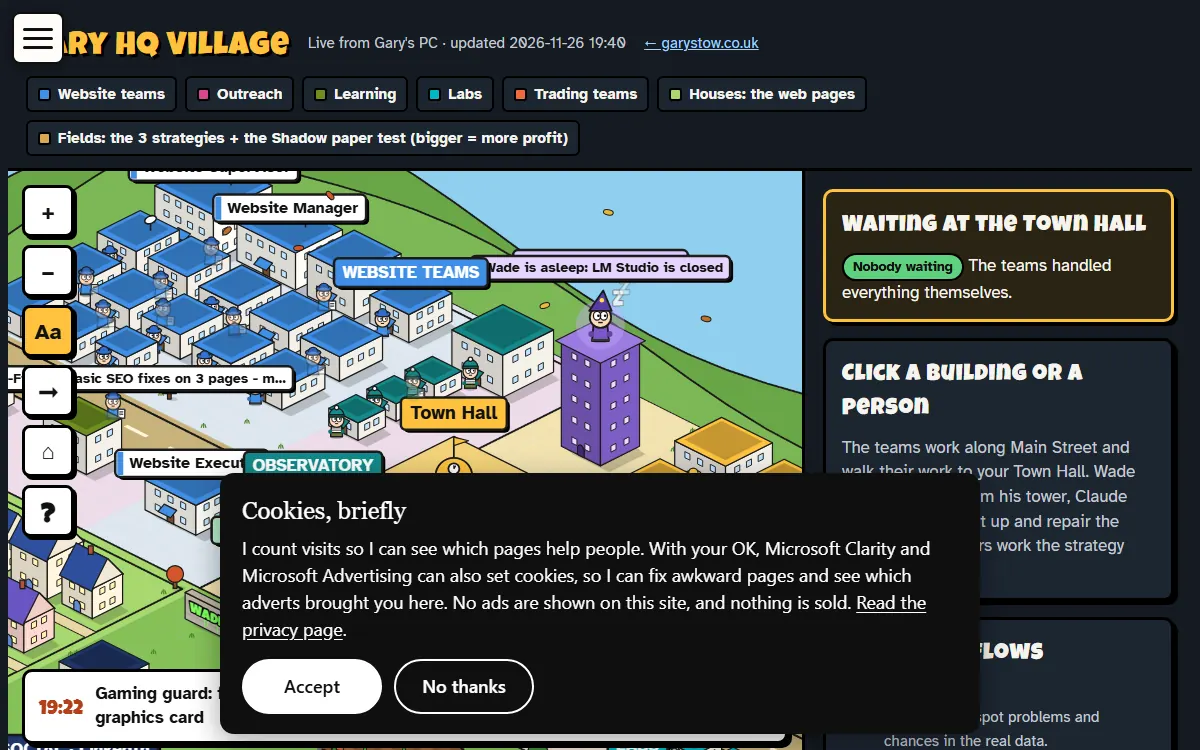 ARY HQ VILLAGE
Live from Gary's PC · updated 2026-11-26 19:40
← garystow.co.uk
Website teams
Outreach
Learning
Labs
Trading teams
Houses: the web pages
Fields: the 3 strategies + the Shadow paper test (bigger = more profit)
+
−
Aa
→
⌂
?
Website Supervisor
Website Manager
WEBSITE TEAMS
Wade is asleep: LM Studio is closed
z
asic SEO fixes on 3 pages - m...
Town Hall
Website Execut
OBSERVATORY
WADE
19:22
Gaming guard:
graphics card
WAITING AT THE TOWN HALL
Nobody waiting The teams handled
everything themselves.
CLICK A BUILDING OR A
PERSON
The teams work along Main Street and
walk their work to your Town Hall. Wade
m his tower, Claude
t up and repair the
rs work the strategy
FLOWS
spot problems and
chances in the real data.
Cookies, briefly
I count visits so I can see which pages help people. With your OK, Microsoft Clarity and
Microsoft Advertising can also set cookies, so I can fix awkward pages and see which
adverts brought you here. No ads are shown on this site, and nothing is sold. Read the
privacy page.
Accept
No thanks